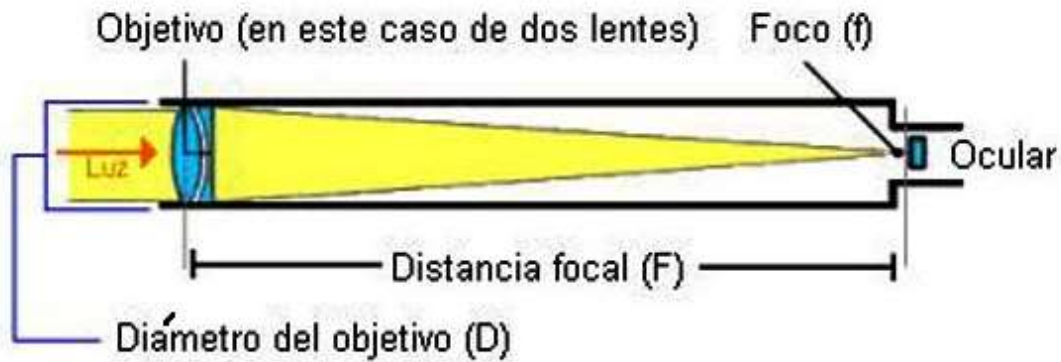 Objetivo (en este caso de dos lentes)
Foco (f)
Luz
Ocular
Distancia focal (F)
Diámetro del objetivo (D)